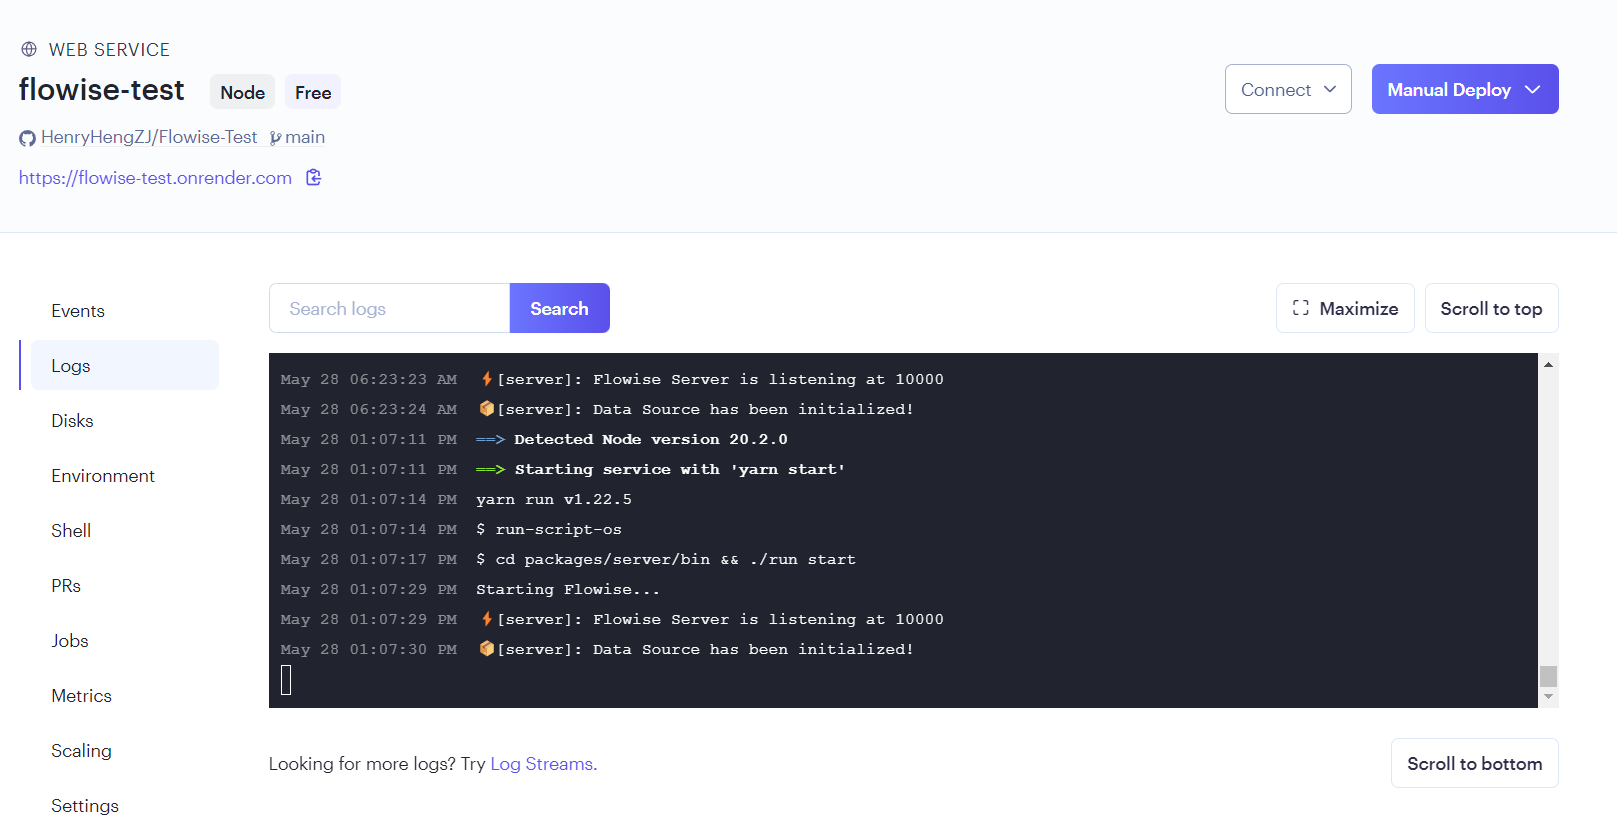 WEB SERVICE
flowise-test Node Free
HenryHengZJ/Flowise-Test main
https://flowise-test.onrender.com
Connect
Manual Deploy
Events
Logs
Disks
Environment
Shell
PRs
Jobs
Metrics
Scaling
Settings
Search logs
Search
Maximize
Scroll to top
May 28 06:23:23 AM ⚡[server]: Flowise Server is listening at 10000
May 28 06:23:24 AM 📦[server]: Data Source has been initialized!
May 28 01:07:11 PM ==> Detected Node version 20.2.0
May 28 01:07:11 PM ==> Starting service with 'yarn start'
May 28 01:07:14 PM yarn run v1.22.5
May 28 01:07:14 PM $ run-script-os
May 28 01:07:17 PM $ cd packages/server/bin && ./run start
May 28 01:07:29 PM Starting Flowise...
May 28 01:07:29 PM ⚡[server]: Flowise Server is listening at 10000
May 28 01:07:30 PM 📦[server]: Data Source has been initialized!
Looking for more logs? Try Log Streams.
Scroll to bottom